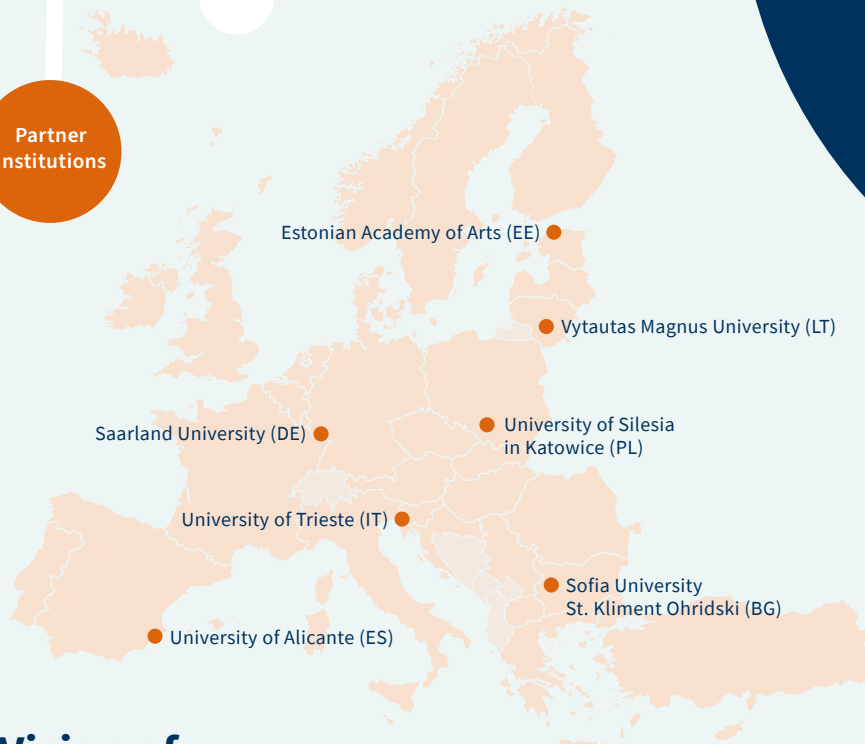 Partner
nstitutions
Estonian Academy of Arts (EE)
Vytautas Magnus University (LT)
University of Silesia
in Katowice (PL)
Saarland University (DE)
University of Trieste (IT)
Sofia University
St. Kliment Ohridski (BG)
University of Alicante (ES)